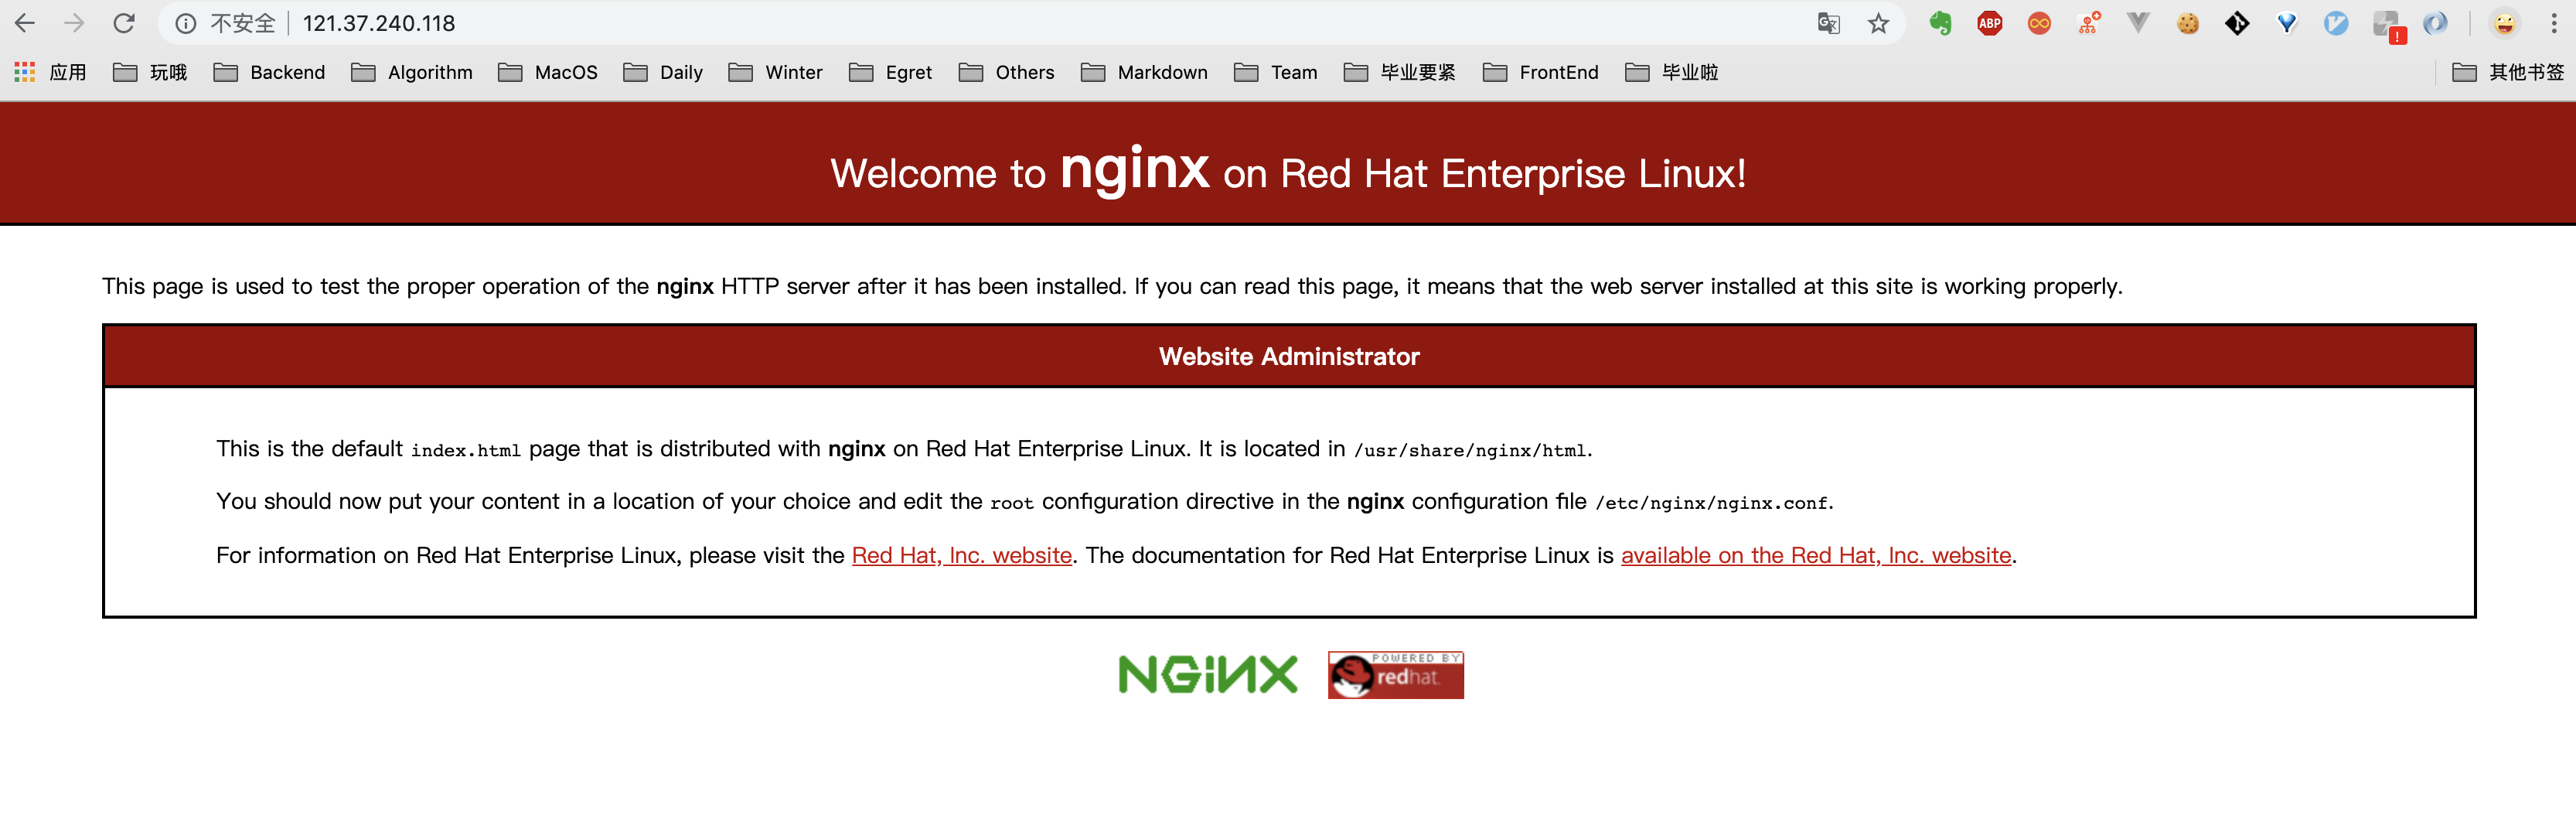 不安全 121.37.240.118
ABP
应用 玩哦 Backend Algorithm MacOS Daily Winter Egret Others Markdown Team 毕业要紧 FrontEnd 毕业啦 其他书签
Welcome to nginx on Red Hat Enterprise Linux!
This page is used to test the proper operation of the nginx HTTP server after it has been installed. If you can read this page, it means that the web server installed at this site is working properly.
Website Administrator
This is the default index.html page that is distributed with nginx on Red Hat Enterprise Linux. It is located in /usr/share/nginx/html.
You should now put your content in a location of your choice and edit the root configuration directive in the nginx configuration file /etc/nginx/nginx.conf.
For information on Red Hat Enterprise Linux, please visit the Red Hat, Inc. website. The documentation for Red Hat Enterprise Linux is available on the Red Hat, Inc. website.
NGiNX
POWERED BY
redhat.